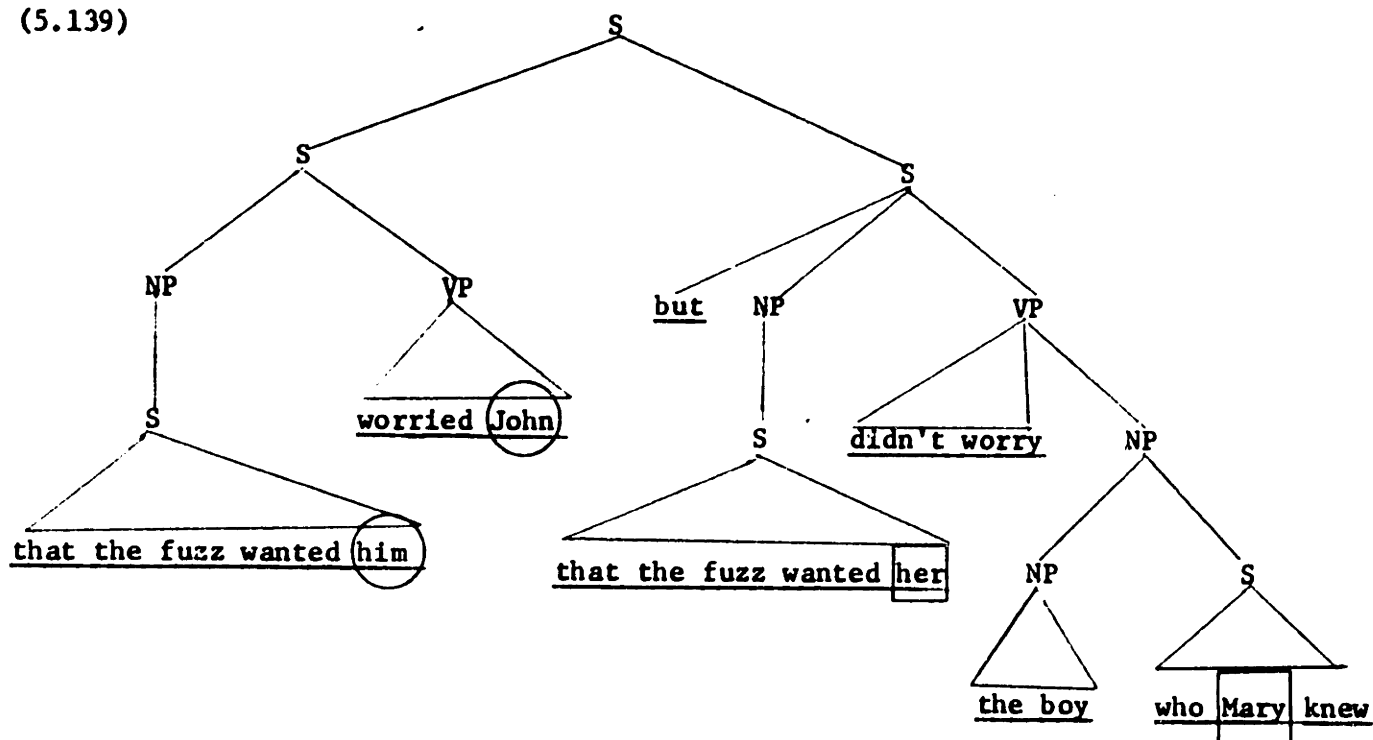 (5.139)
S
S
S
NP
VP
but
NP
VP
S
worried John
S
didn't worry
NP
that the fuzz wanted him
that the fuzz wanted her
NP
S
the boy
who Mary knew